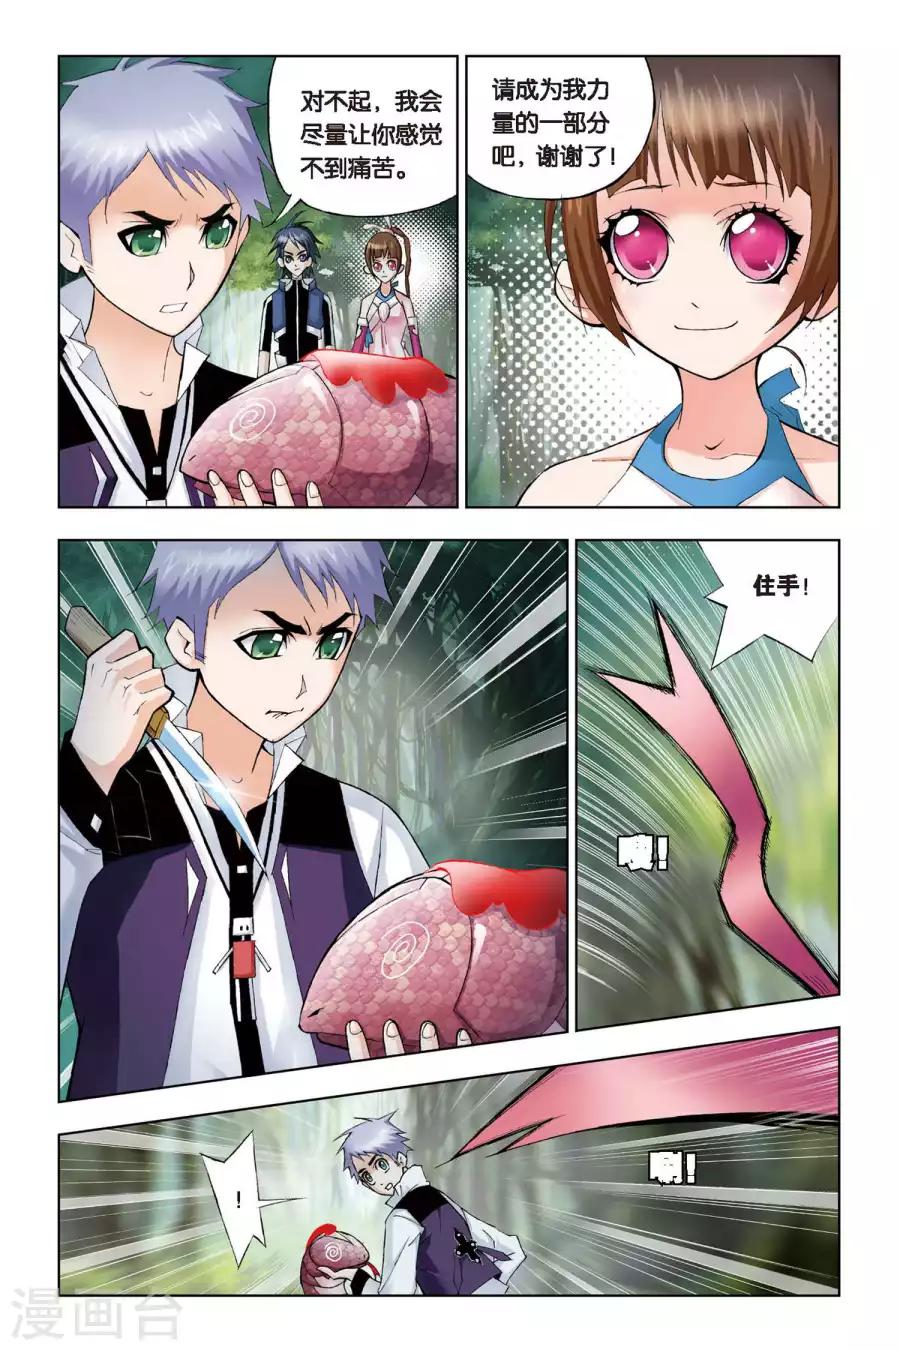 对不起，我会
尽量让你感觉
不到痛苦。
请成为我力
量的一部分
吧，谢谢了！
住手！
！
漫画台